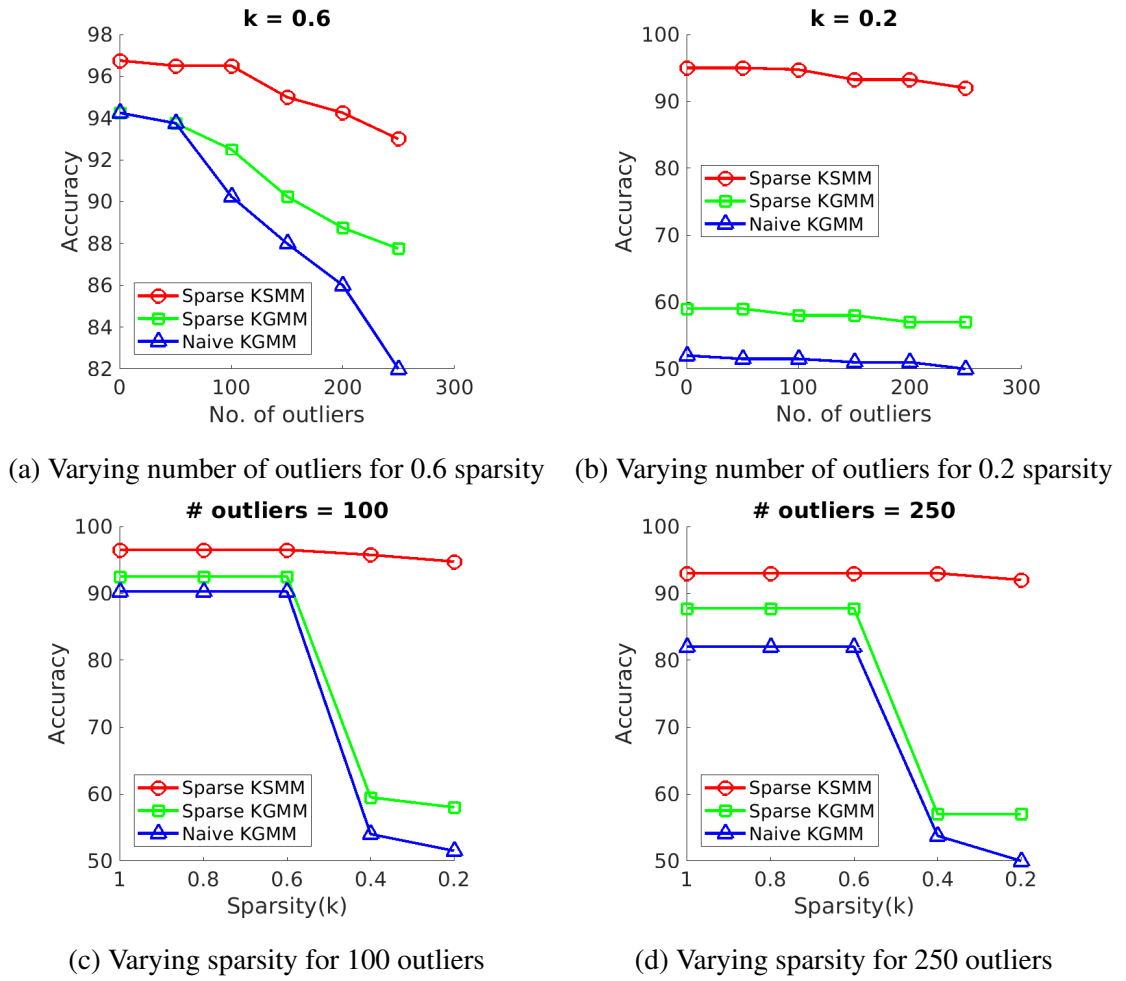 k = 0.6
98
96
94
92
90
88
86
84
82
Accuracy
Sparse KSMM
Sparse KGMM
Naive KGMM
0 100 200 300
No. of outliers
(a) Varying number of outliers for 0.6 sparsity
k = 0.2
100
90
80
70
60
50
Accuracy
Sparse KSMM
Sparse KGMM
Naive KGMM
0 100 200 300
No. of outliers
(b) Varying number of outliers for 0.2 sparsity
# outliers = 100
100
90
80
70
60
50
Accuracy
Sparse KSMM
Sparse KGMM
Naive KGMM
1 0.8 0.6 0.4 0.2
Sparsity(k)
(c) Varying sparsity for 100 outliers
# outliers = 250
100
90
80
70
60
50
Accuracy
Sparse KSMM
Sparse KGMM
Naive KGMM
1 0.8 0.6 0.4 0.2
Sparsity(k)
(d) Varying sparsity for 250 outliers